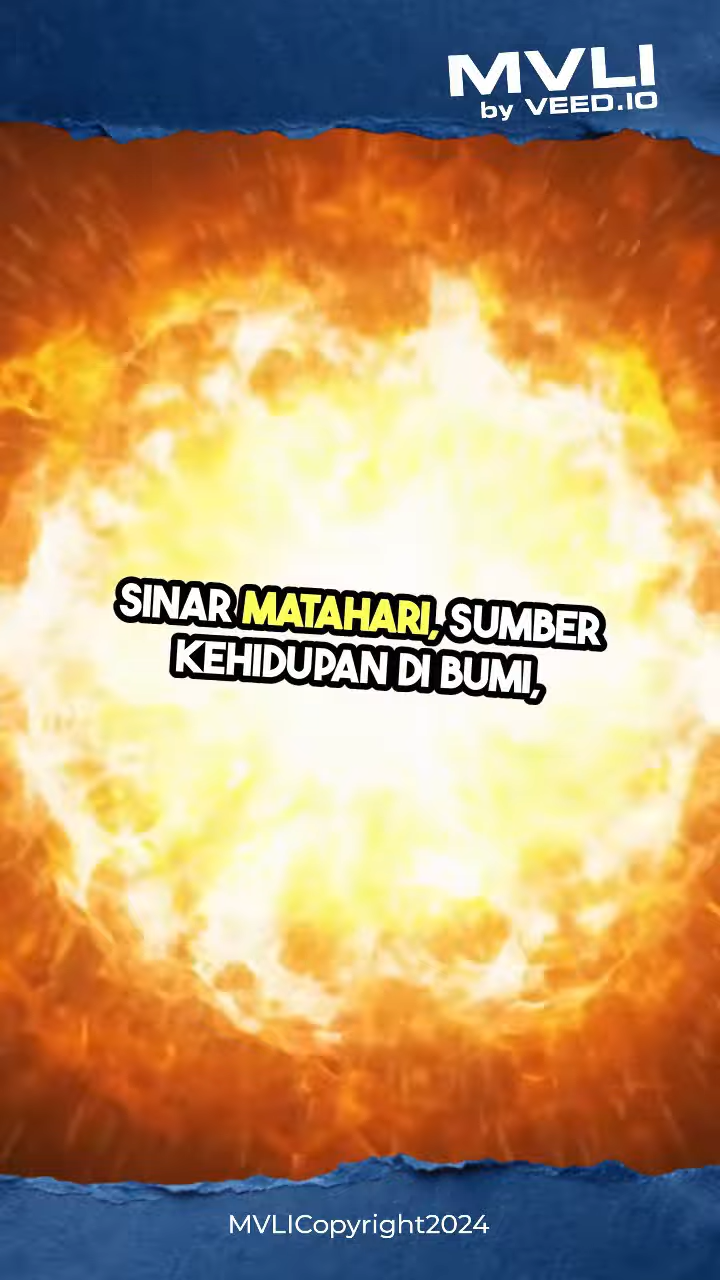 MVLI
by VEED.IO
SINAR MATAHARI, SUMBER
KEHIDUPAN DI BUMI,
MVLICopyright2024